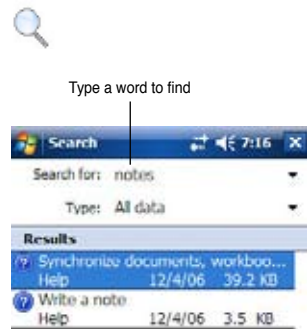 Type a word to find
Search 7:16
Search for: notes
Type: All data
Results
Synchronize documents, workboo...
Help 12/4/06 39.2 KB
Write a note
Help 12/4/06 3.5 KB